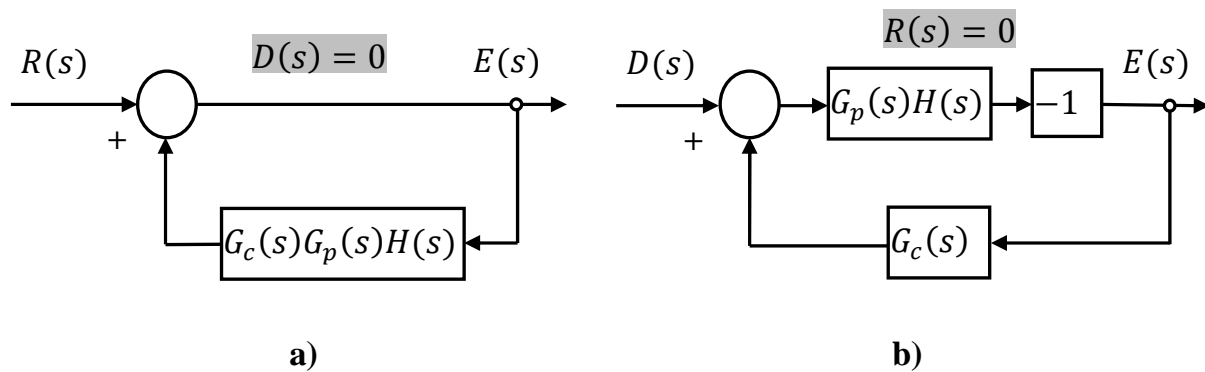 D(s) = 0
R(s)
E(s)
+
G_c(s)G_p(s)H(s)
a)
R(s) = 0
D(s)
E(s)
G_p(s)H(s)
−1
+
G_c(s)
b)